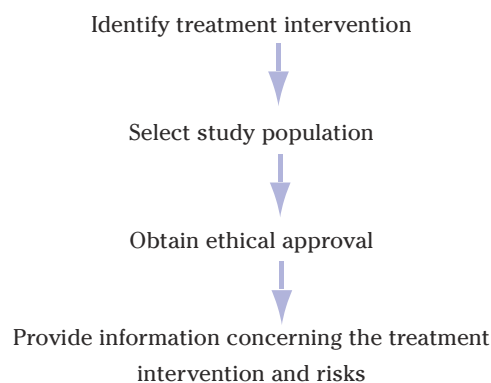 Identify treatment intervention
Select study population
Obtain ethical approval
Provide information concerning the treatment
intervention and risks